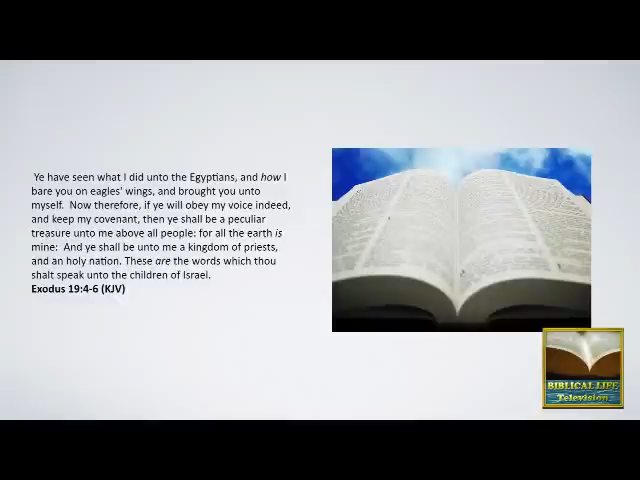 Ye have seen what I did unto the Egyptians, and how I
bare you on eagles' wings, and brought you unto
myself.  Now therefore, if ye will obey my voice indeed,
and keep my covenant, then ye shall be a peculiar
treasure unto me above all people: for all the earth is
mine:  And ye shall be unto me a kingdom of priests,
and an holy nation. These are the words which thou
shalt speak unto the children of Israel.
Exodus 19:4-6 (KJV)
BIBLICAL LIFE
Television